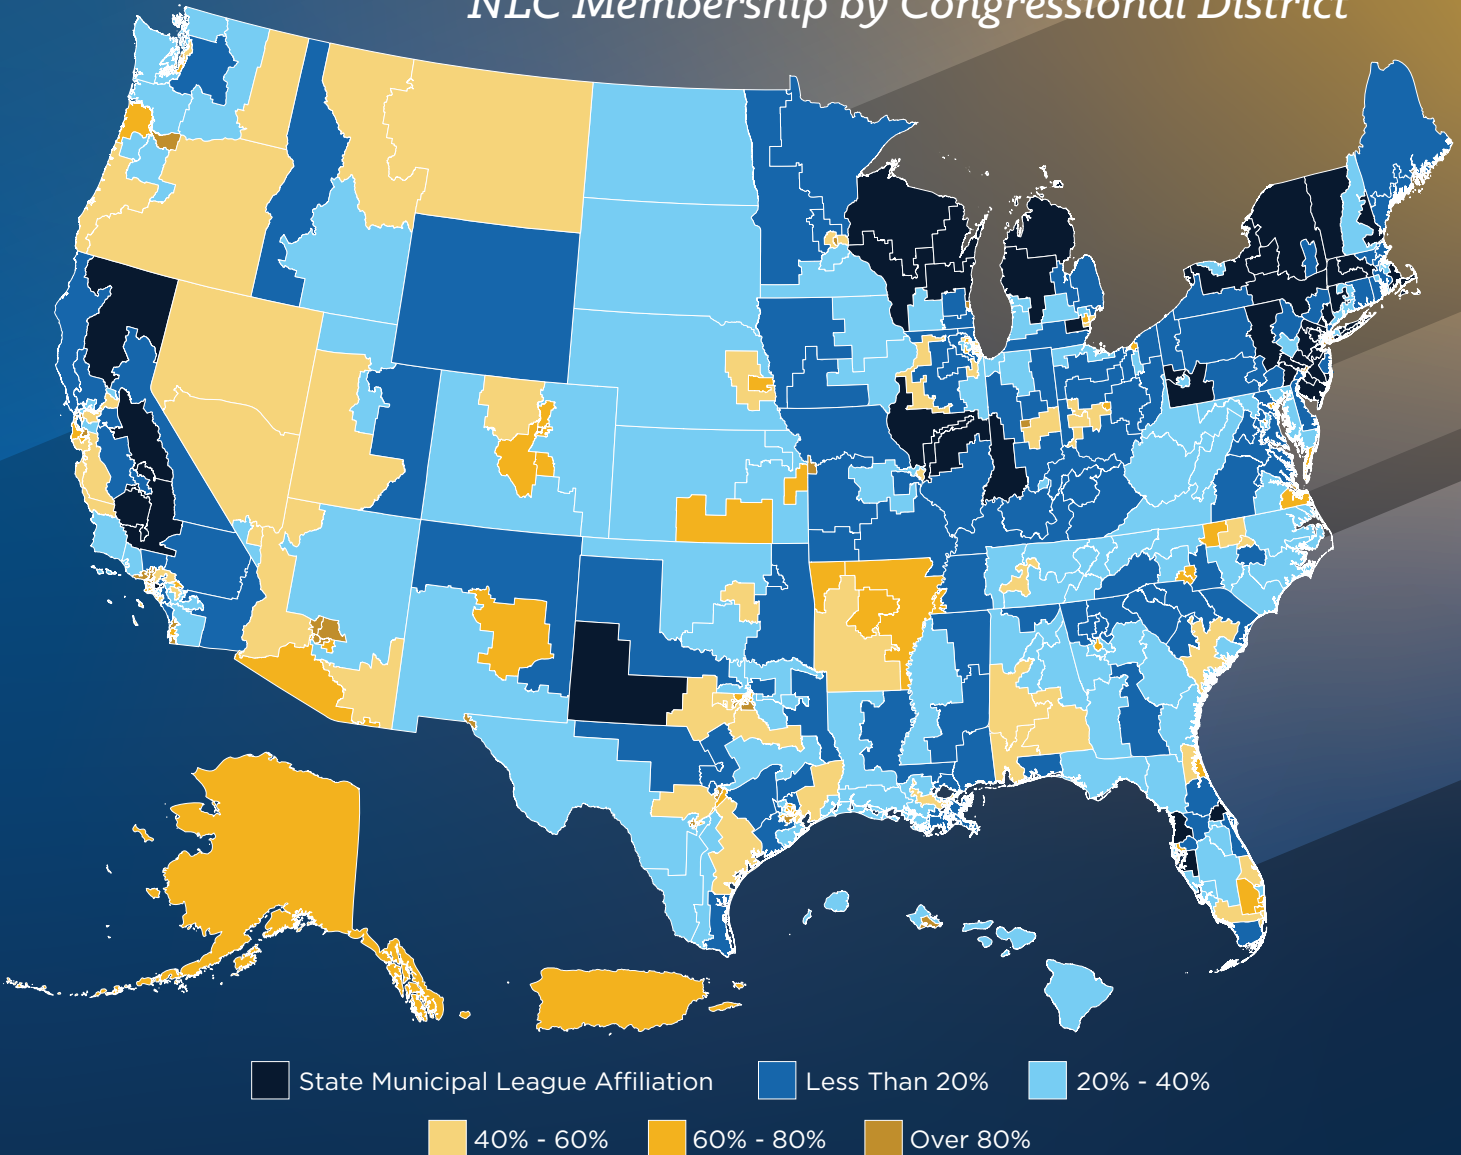 NLC Membership by Congressional District
State Municipal League Affiliation
Less Than 20%
20% - 40%
40% - 60%
60% - 80%
Over 80%